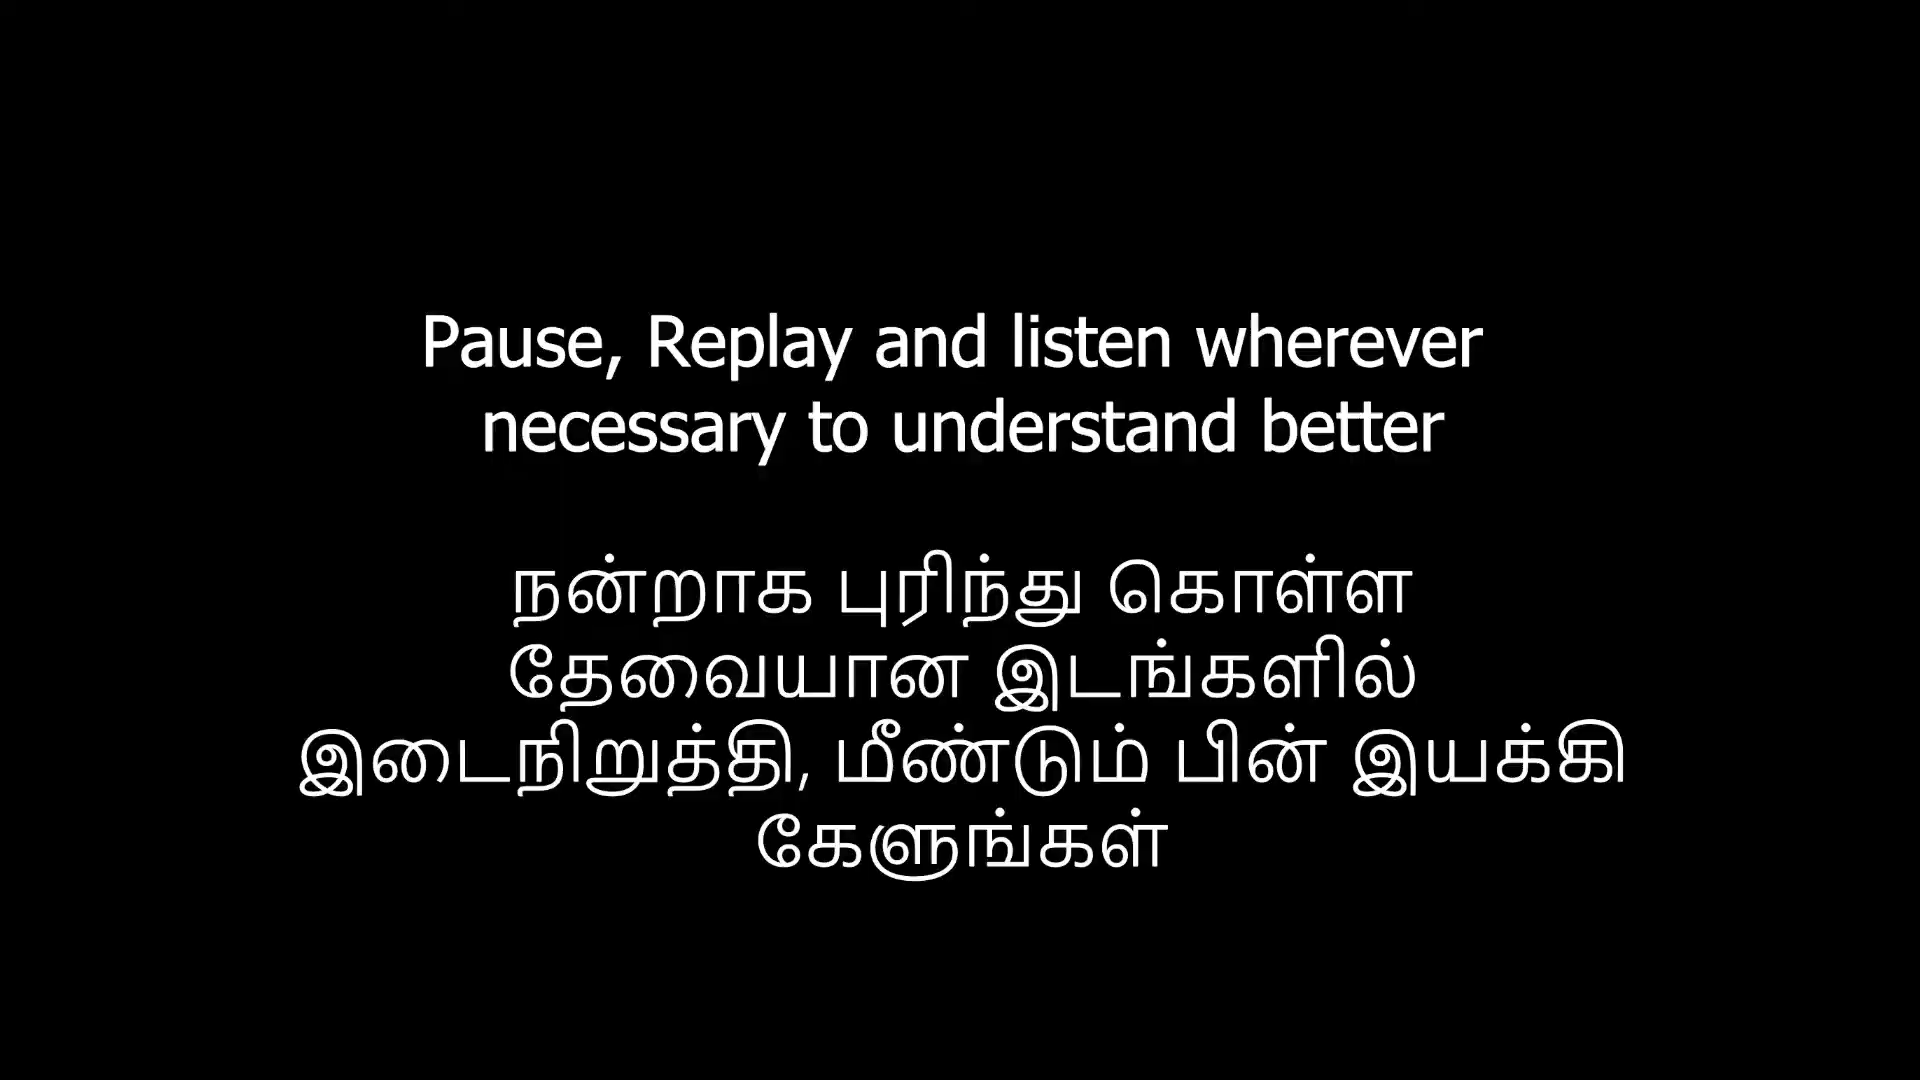 Pause, Replay and listen wherever
necessary to understand better
நன்றாக புரிந்து கொள்ள
தேவையான இடங்களில்
இடைநிறுத்தி, மீண்டும் பின் இயக்கி
கேளுங்கள்